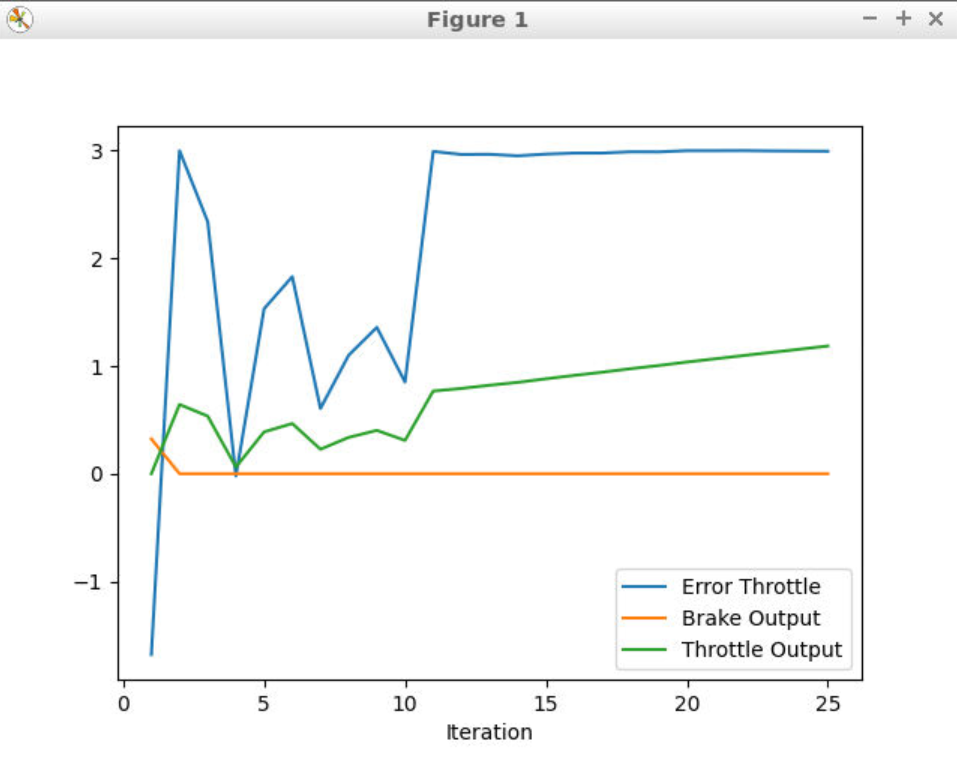 Figure 1
3
2
1
0
−1
0 5 10 15 20 25
Iteration
Error Throttle
Brake Output
Throttle Output